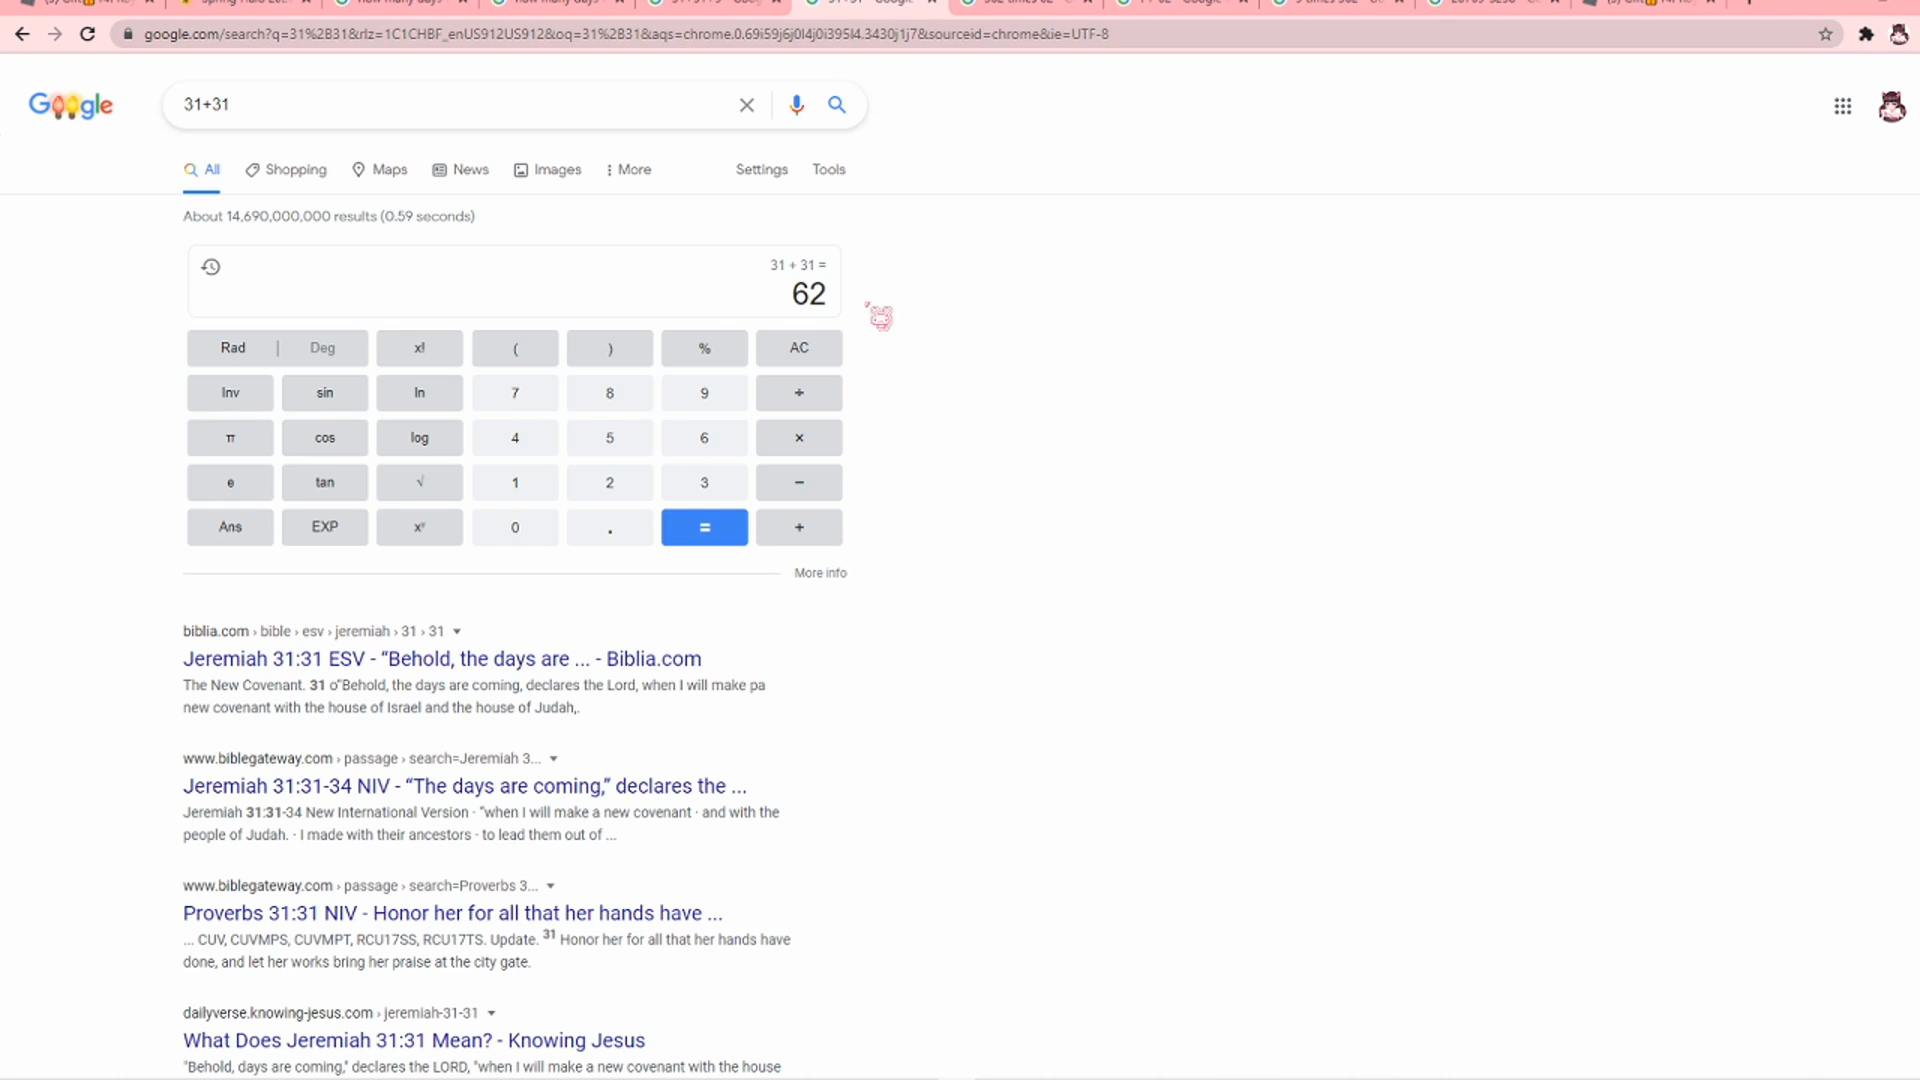 google.com/search?q=31%2B31&rlz=1C1CHBF_enUS912US912&oq=31%2B31&aqs=chrome.0.69i59j6j0l4j0i395l4.3430j1j7&sourceid=chrome&ie=UTF-8
Google
31+31
All Shopping Maps News Images More Settings Tools
About 14,690,000,000 results (0.59 seconds)
31 + 31 =
62
Rad | Deg x! ( ) % AC
Inv sin ln 7 8 9 ÷
π cos log 4 5 6 ×
e tan √ 1 2 3 −
Ans EXP xʸ 0 . = +
More info
biblia.com › bible › esv › jeremiah › 31 › 31
Jeremiah 31:31 ESV - “Behold, the days are ... - Biblia.com
The New Covenant. 31 o“Behold, the days are coming, declares the Lord, when I will make pa
new covenant with the house of Israel and the house of Judah,.
www.biblegateway.com › passage › search=Jeremiah 3...
Jeremiah 31:31-34 NIV - “The days are coming,” declares the ...
Jeremiah 31:31-34 New International Version · “when I will make a new covenant · and with the
people of Judah. · I made with their ancestors · to lead them out of ...
www.biblegateway.com › passage › search=Proverbs 3...
Proverbs 31:31 NIV - Honor her for all that her hands have ...
... CUV, CUVMPS, CUVMPT, RCU17SS, RCU17TS. Update. 31 Honor her for all that her hands have
done, and let her works bring her praise at the city gate.
dailyverse.knowing-jesus.com › jeremiah-31-31
What Does Jeremiah 31:31 Mean? - Knowing Jesus
"Behold, days are coming," declares the LORD, "when I will make a new covenant with the house